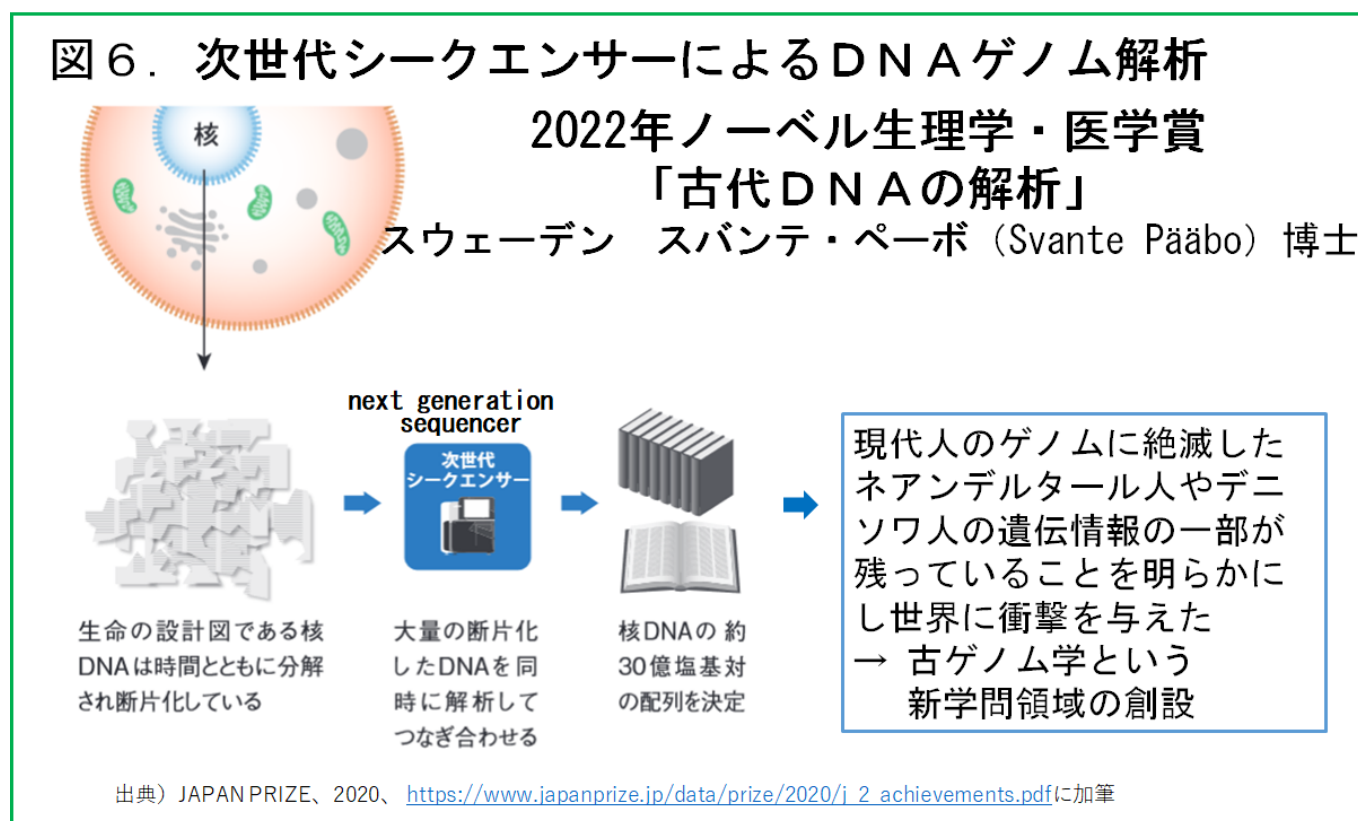 図６．次世代シークエンサーによるＤＮＡゲノム解析
2022年ノーベル生理学・医学賞
「古代ＤＮＡの解析」
スウェーデン　スバンテ・ペーボ（Svante Pääbo）博士
核
next generation
sequencer
次世代
シークエンサー
生命の設計図である核
DNAは時間とともに分解
され断片化している
大量の断片化
したDNAを同
時に解析して
つなぎ合わせる
核DNAの 約
30億塩基対
の配列を決定
現代人のゲノムに絶滅した
ネアンデルタール人やデニ
ソワ人の遺伝情報の一部が
残っていることを明らかに
し世界に衝撃を与えた
→ 古ゲノム学という
新学問領域の創設
出典）JAPAN PRIZE、2020、 https://www.japanprize.jp/data/prize/2020/j_2_achievements.pdfに加筆